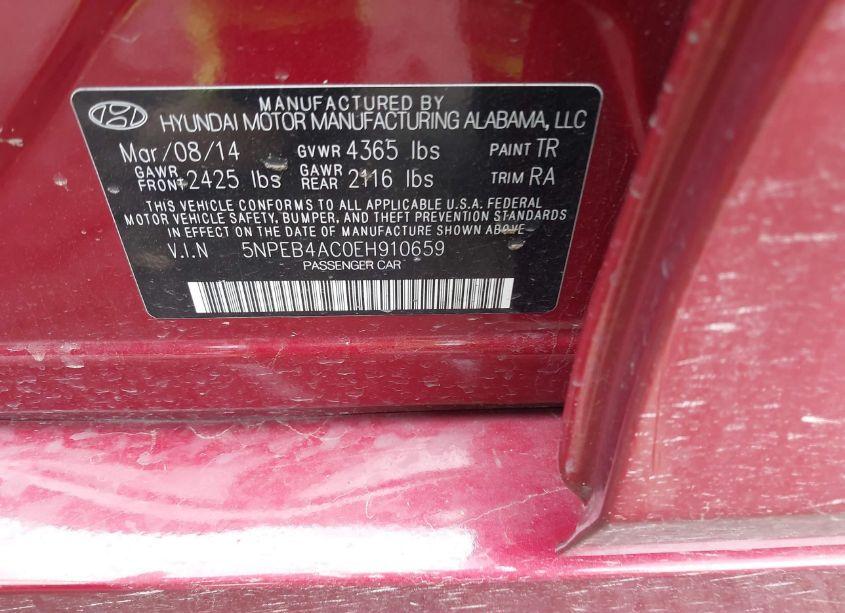 MANUFACTURED BY
HYUNDAI MOTOR MANUFACTURING ALABAMA, LLC
Mar/08/14 GVWR 4365 lbs PAINT TR
GAWR FRONT 2425 lbs GAWR REAR 2116 lbs TRIM RA
THIS VEHICLE CONFORMS TO ALL APPLICABLE U.S.A. FEDERAL
MOTOR VEHICLE SAFETY, BUMPER, AND THEFT PREVENTION STANDARDS
IN EFFECT ON THE DATE OF MANUFACTURE SHOWN ABOVE
V.I.N 5NPEB4AC0EH910659
PASSENGER CAR